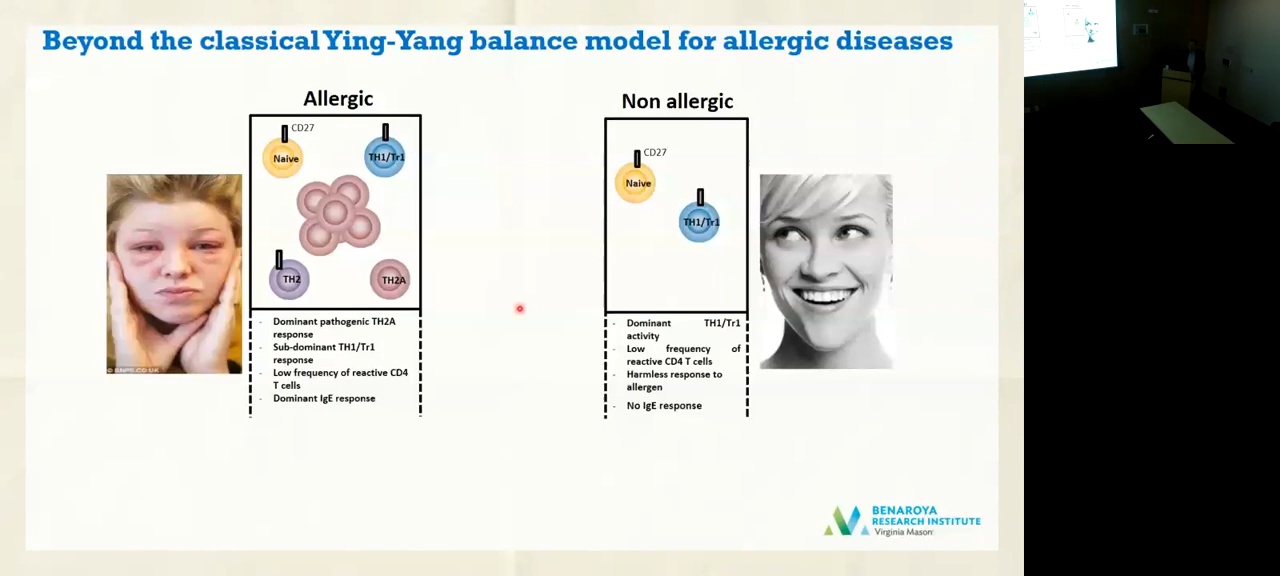 Beyond the classical Ying-Yang balance model for allergic diseases
Allergic
CD27
Naive
TH1/Tr1
TH2
TH2A
- Dominant pathogenic TH2A
response
- Sub-dominant TH1/Tr1
response
- Low frequency of reactive CD4
T cells
- Dominant IgE response
Non allergic
CD27
Naive
TH1/Tr1
- Dominant TH1/Tr1
activity
- Low frequency of
reactive CD4 T cells
- Harmless response to
allergen
- No IgE response
© BNPS.CO.UK
BENAROYA
RESEARCH INSTITUTE
Virginia Mason